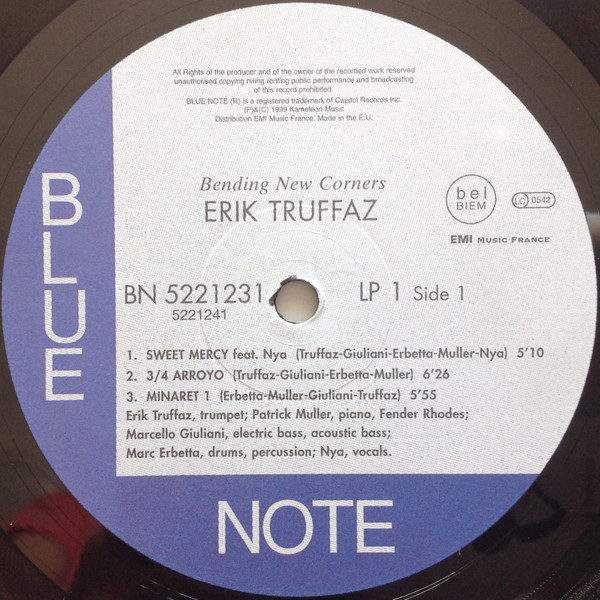 All Rights of the producer and of the owner of the recorded work reserved
unauthorised copying hiring renting public performance and broadcasting
of this record prohibited.
BLUE NOTE (R) is a registered trademark of Capitol Records Inc.
(P)&(C) 1999 Kameleon Music
Distribution EMI Music France. Made in the E.U.
Bending New Corners
ERIK TRUFFAZ
bel
BIEM
LC 0542
EMI MUSIC FRANCE
BN 5221231 LP 1 Side 1
5221241
1. SWEET MERCY feat. Nya (Truffaz-Giuliani-Erbetta-Muller-Nya) 5'10
2. 3/4 ARROYO (Truffaz-Giuliani-Erbetta-Muller) 6'26
3. MINARET 1 (Erbetta-Muller-Giuliani-Truffaz) 5'55
Erik Truffaz, trumpet; Patrick Muller, piano, Fender Rhodes;
Marcello Giuliani, electric bass, acoustic bass;
Marc Erbetta, drums, percussion; Nya, vocals.
BLUE
NOTE